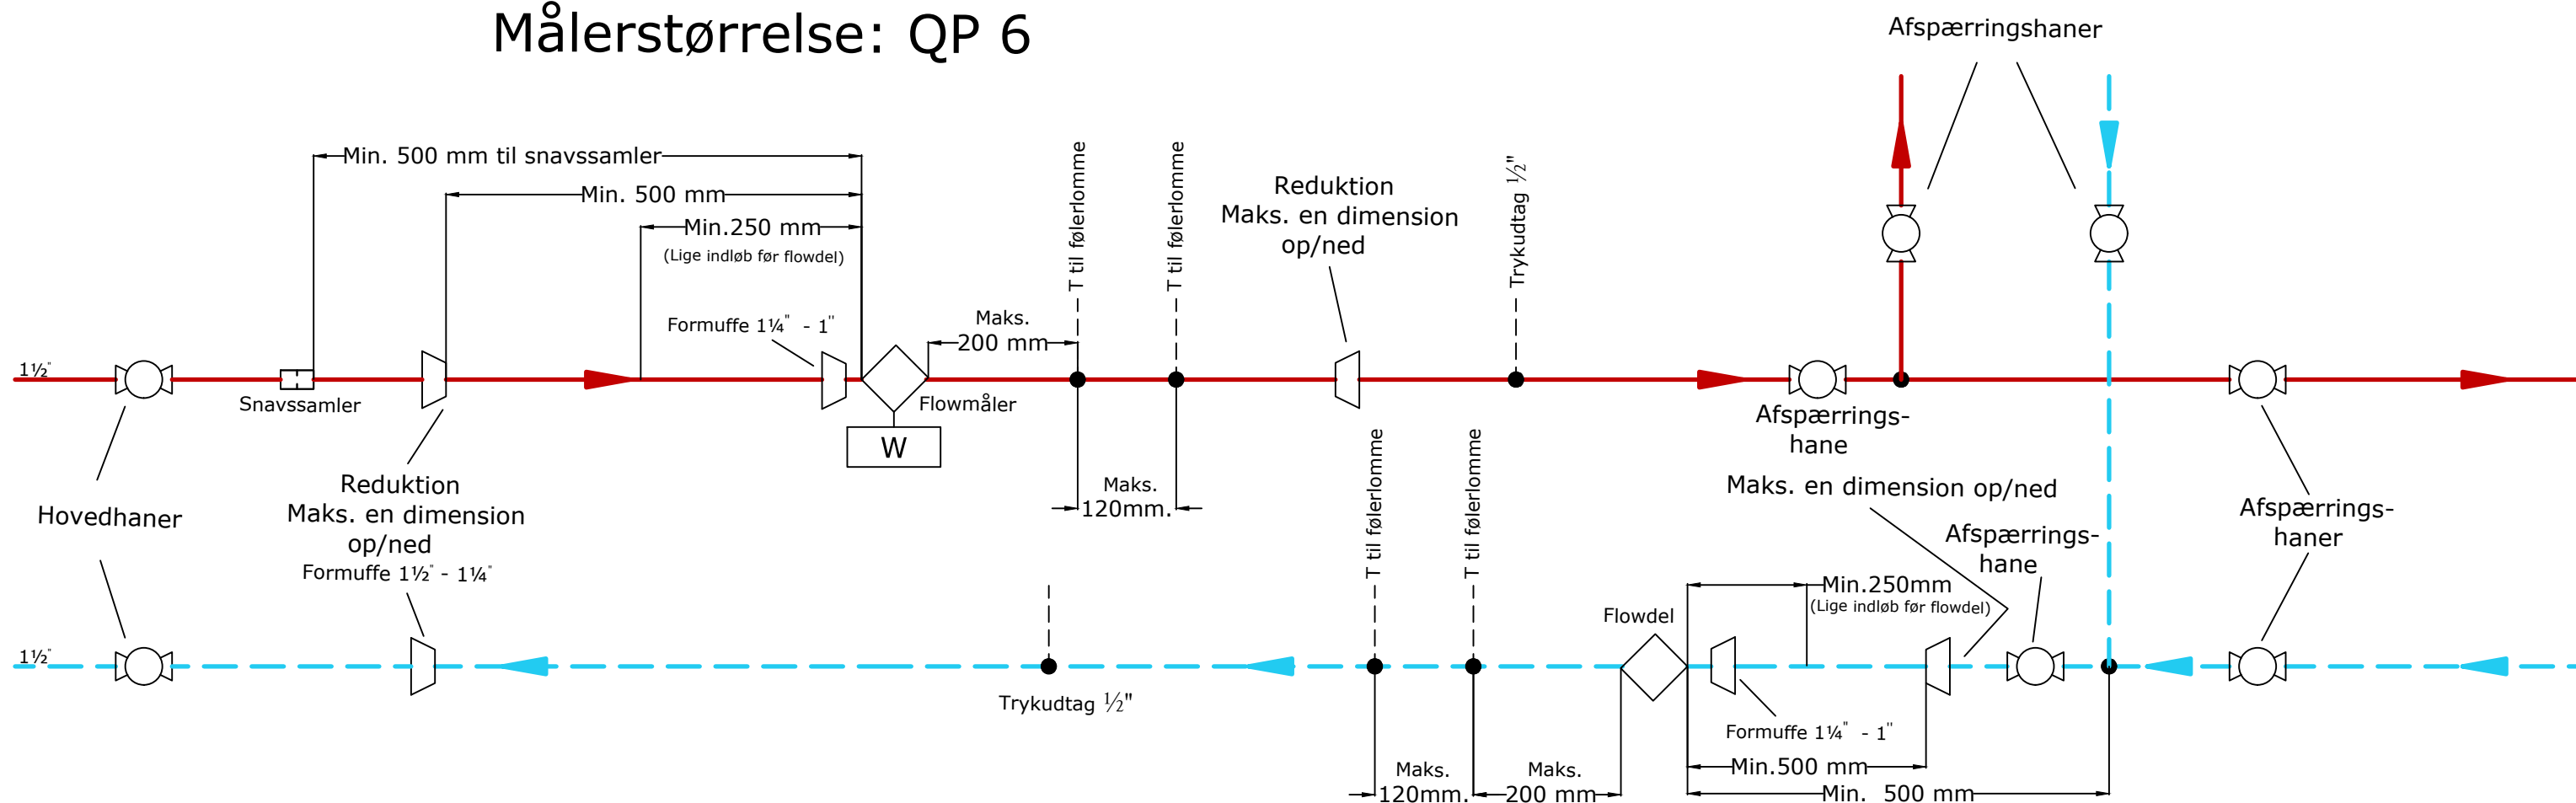 Målerstørrelse: QP 6
Afspærringshaner
Min. 500 mm til snavssamler
Min. 500 mm
Min.250 mm
(Lige indløb før flowdel)
Formuffe 1¼" - 1"
Maks.
200 mm
T til følerlomme
T til følerlomme
Reduktion
Maks. en dimension
op/ned
Trykudtag ½"
1½"
Snavssamler
Flowmåler
W
Afspærrings-
hane
Hovedhaner
Reduktion
Maks. en dimension
op/ned
Formuffe 1½" - 1¼"
Maks.
120mm.
T til følerlomme
T til følerlomme
Maks. en dimension op/ned
Afspærrings-
hane
Afspærrings-
haner
Min.250mm
(Lige indløb før flowdel)
Flowdel
1½"
Trykudtag ½"
Formuffe 1¼" - 1"
Maks.
120mm.
Maks.
200 mm
Min.500 mm
Min. 500 mm